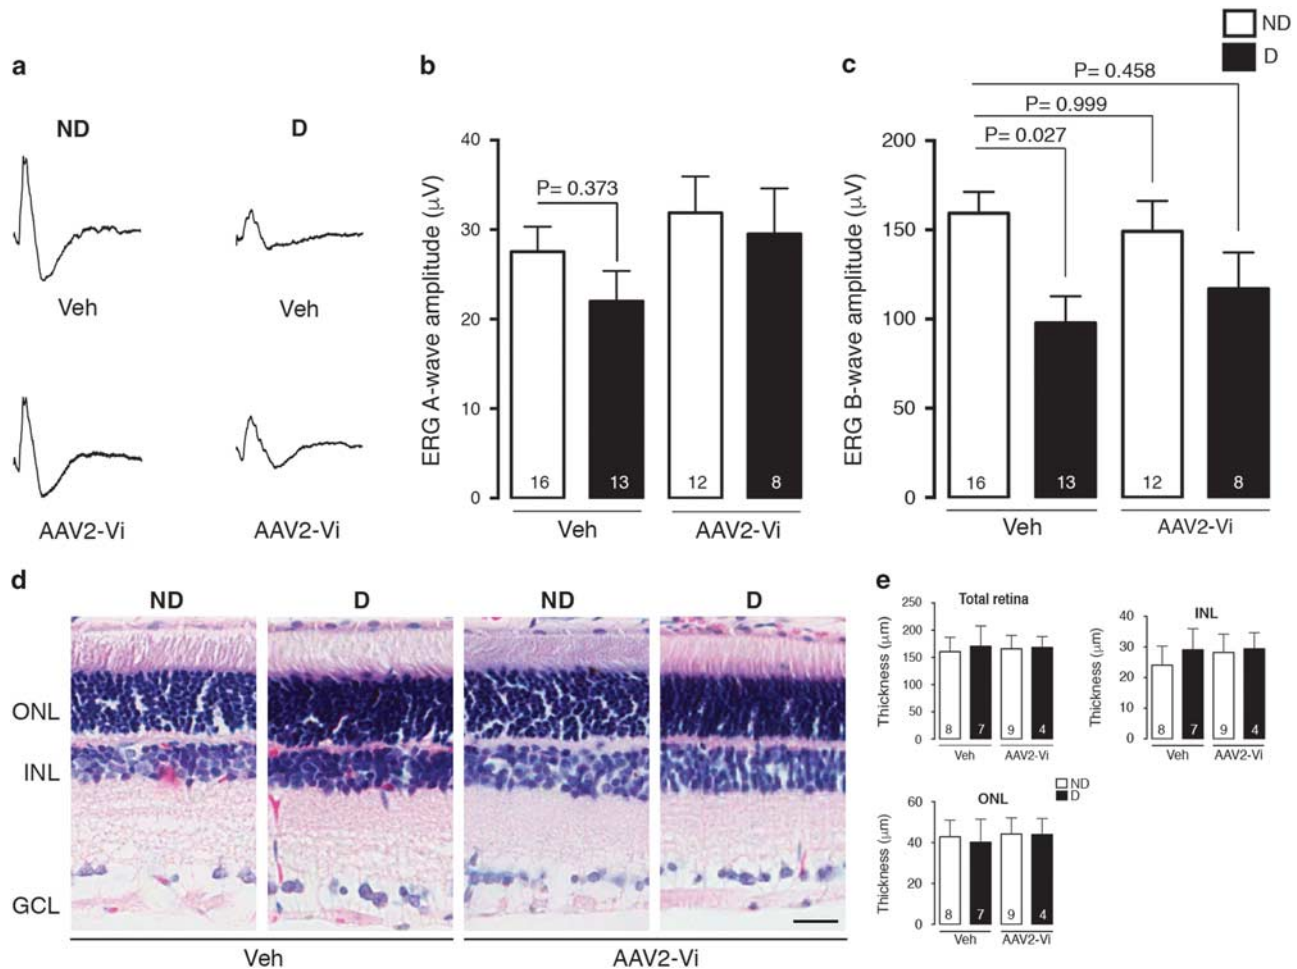 ND
D
a
ND
D
Veh
Veh
AAV2-Vi
AAV2-Vi
b
ERG A-wave amplitude (μV)
40
30
20
10
0
P= 0.373
16
13
12
8
Veh
AAV2-Vi
c
ERG B-wave amplitude (μV)
200
150
100
50
0
P= 0.458
P= 0.999
P= 0.027
16
13
12
8
Veh
AAV2-Vi
d
ND
D
ND
D
ONL
INL
GCL
Veh
AAV2-Vi
e
Total retina
Thickness (μm)
250
200
150
100
50
0
8
7
9
4
Veh
AAV2-Vi
INL
Thickness (μm)
40
30
20
10
0
8
7
9
4
Veh
AAV2-Vi
ND
D
ONL
Thickness (μm)
60
40
20
0
8
7
9
4
Veh
AAV2-Vi